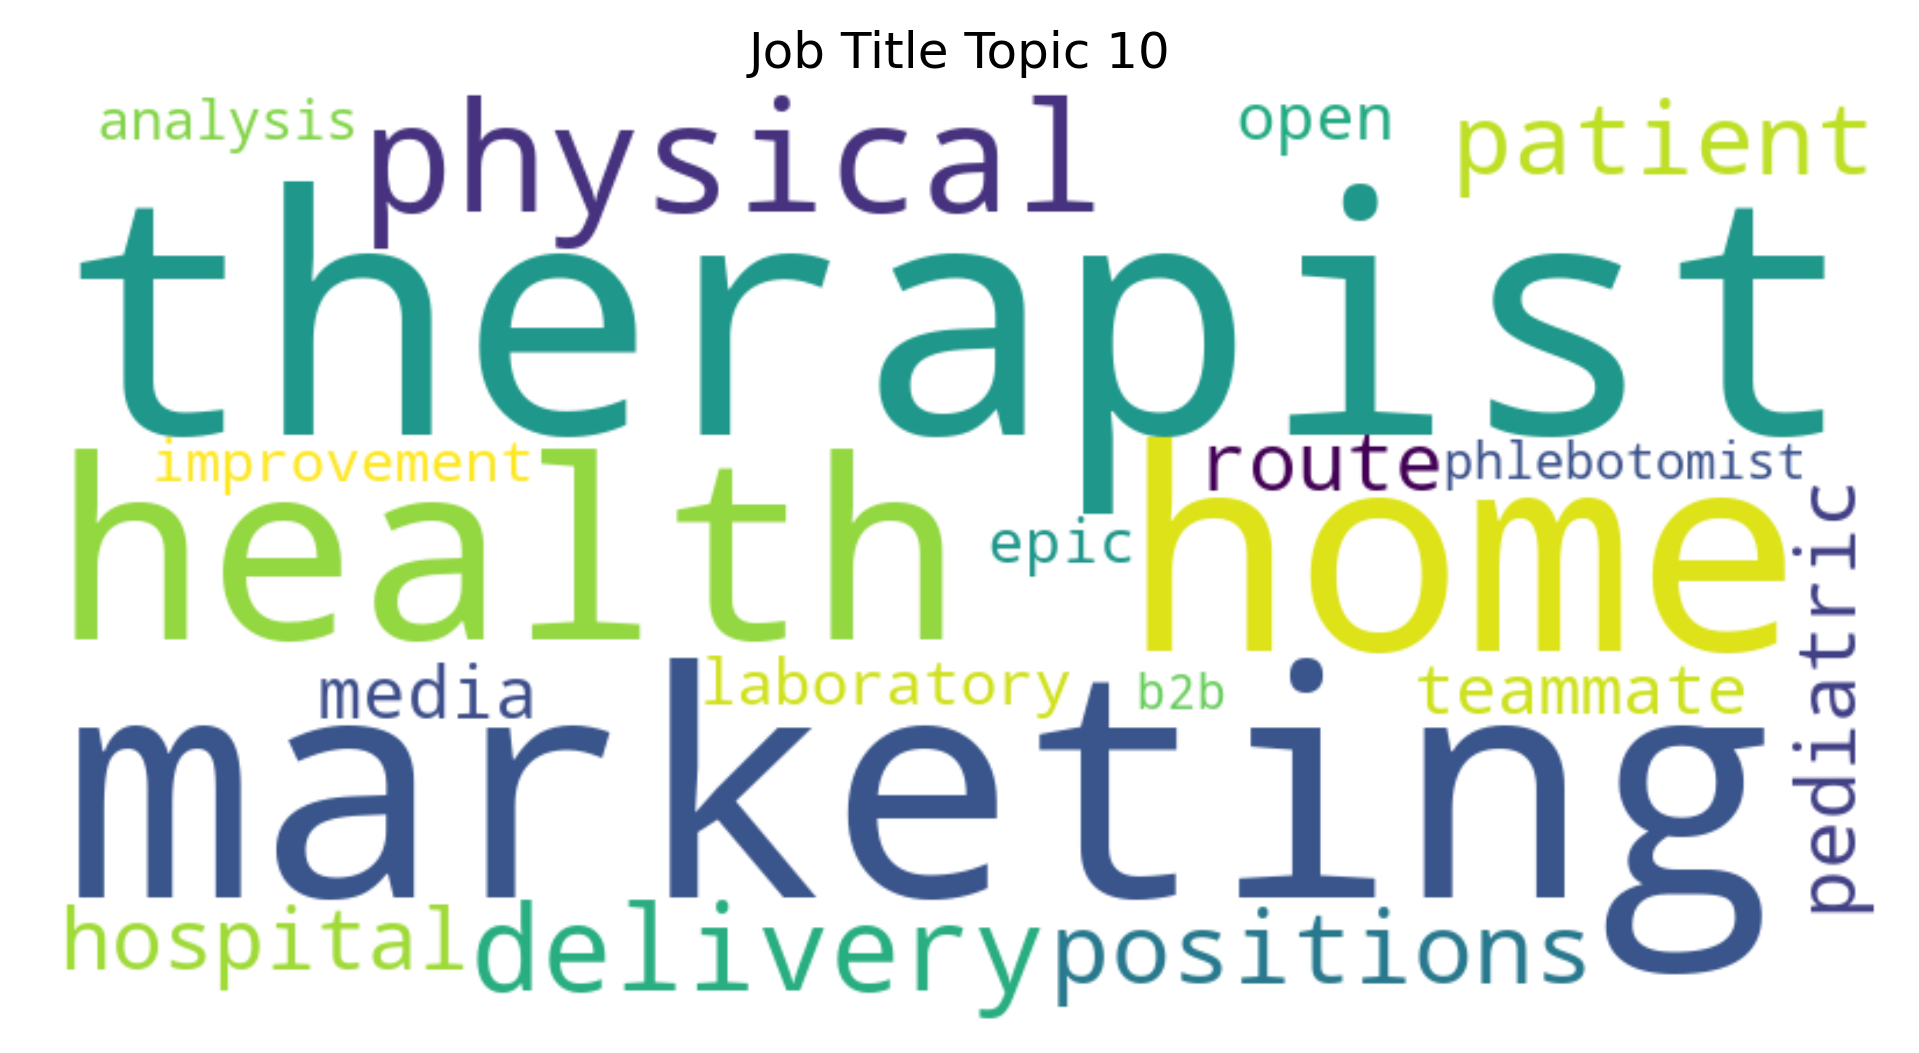 Job Title Topic 10
analysis
physical
open
patient
therapist
improvement
route
phlebotomist
health
epic
home
pediatric
media
laboratory
b2b
teammate
marketing
hospital
delivery
positions